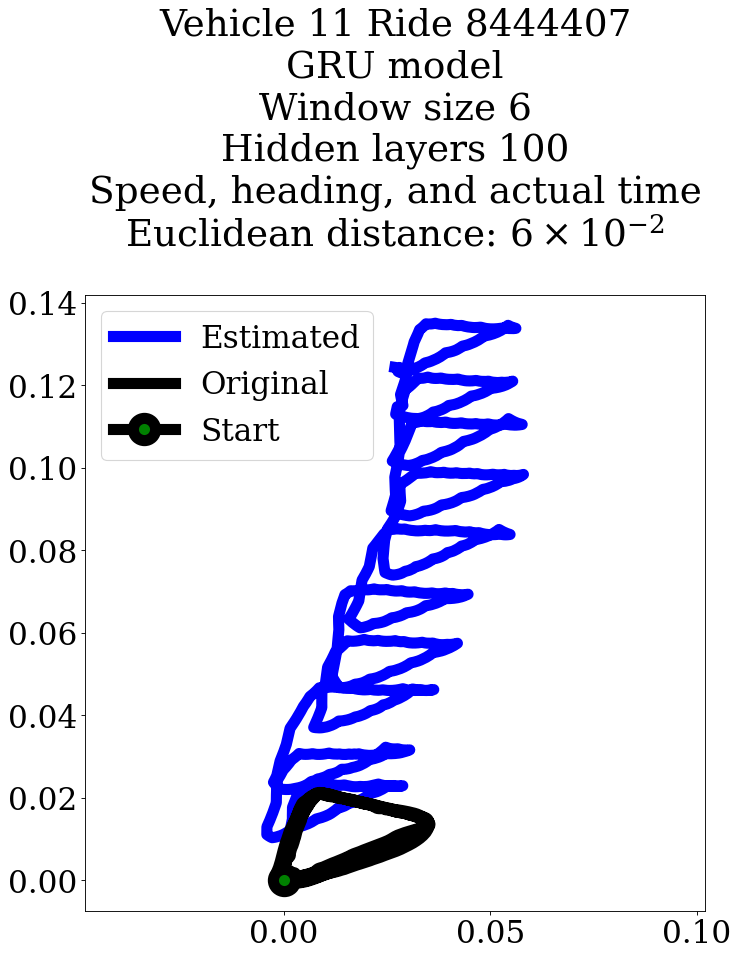 Vehicle 11 Ride 8444407
GRU model
Window size 6
Hidden layers 100
Speed, heading, and actual time
Euclidean distance: 6 × 10⁻²
0.14
0.12
0.10
0.08
0.06
0.04
0.02
0.00
Estimated
Original
Start
0.00 0.05 0.10